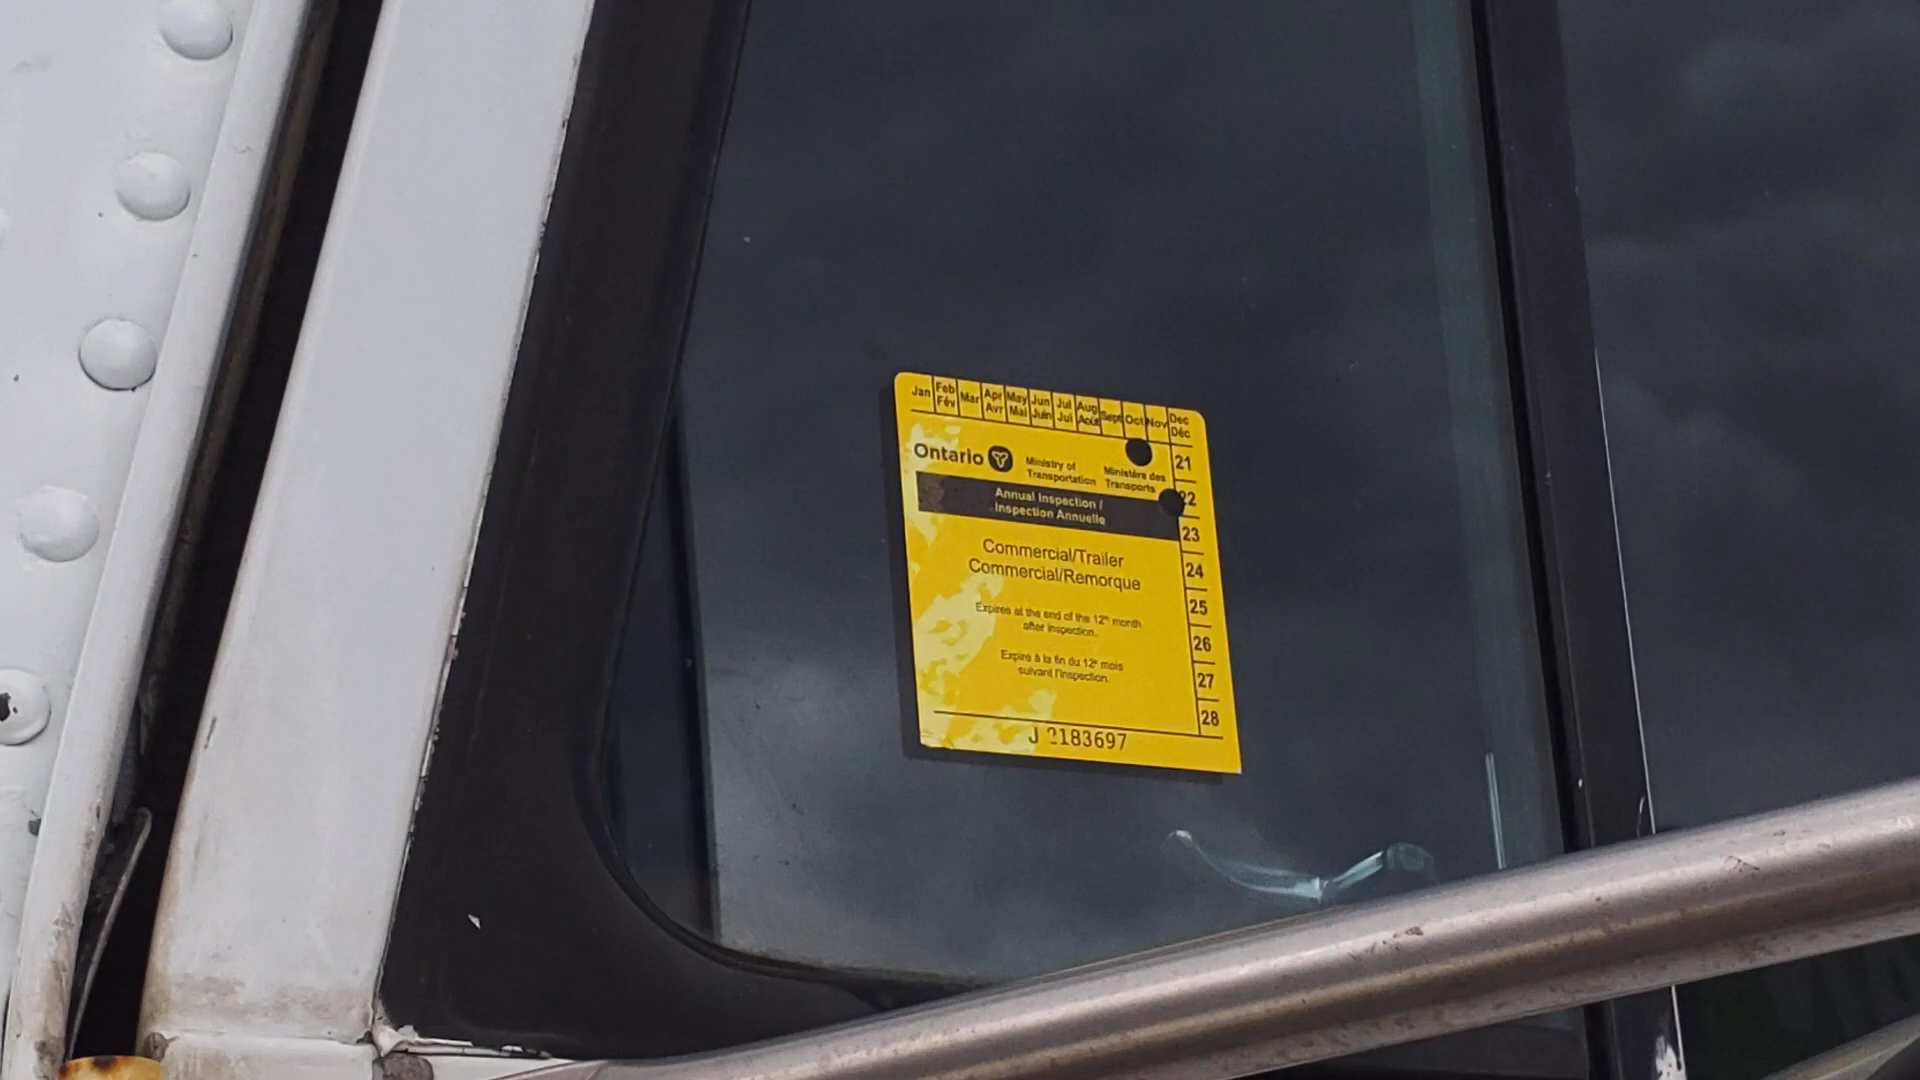 Jan Feb Mar Apr May Jun Jul Aug Sept Oct Nov Dec
Fév Avr Mai Juin Jul Août Déc
21
Ontario
Ministry of
Transportation
Ministère des
Transports
22
Annual Inspection /
Inspection Annuelle
23
Commercial/Trailer
Commercial/Remorque
24
Expires at the end of the 12th month
after inspection.
25
Expire à la fin du 12e mois
suivant l'inspection.
26
27
28
J 2183697